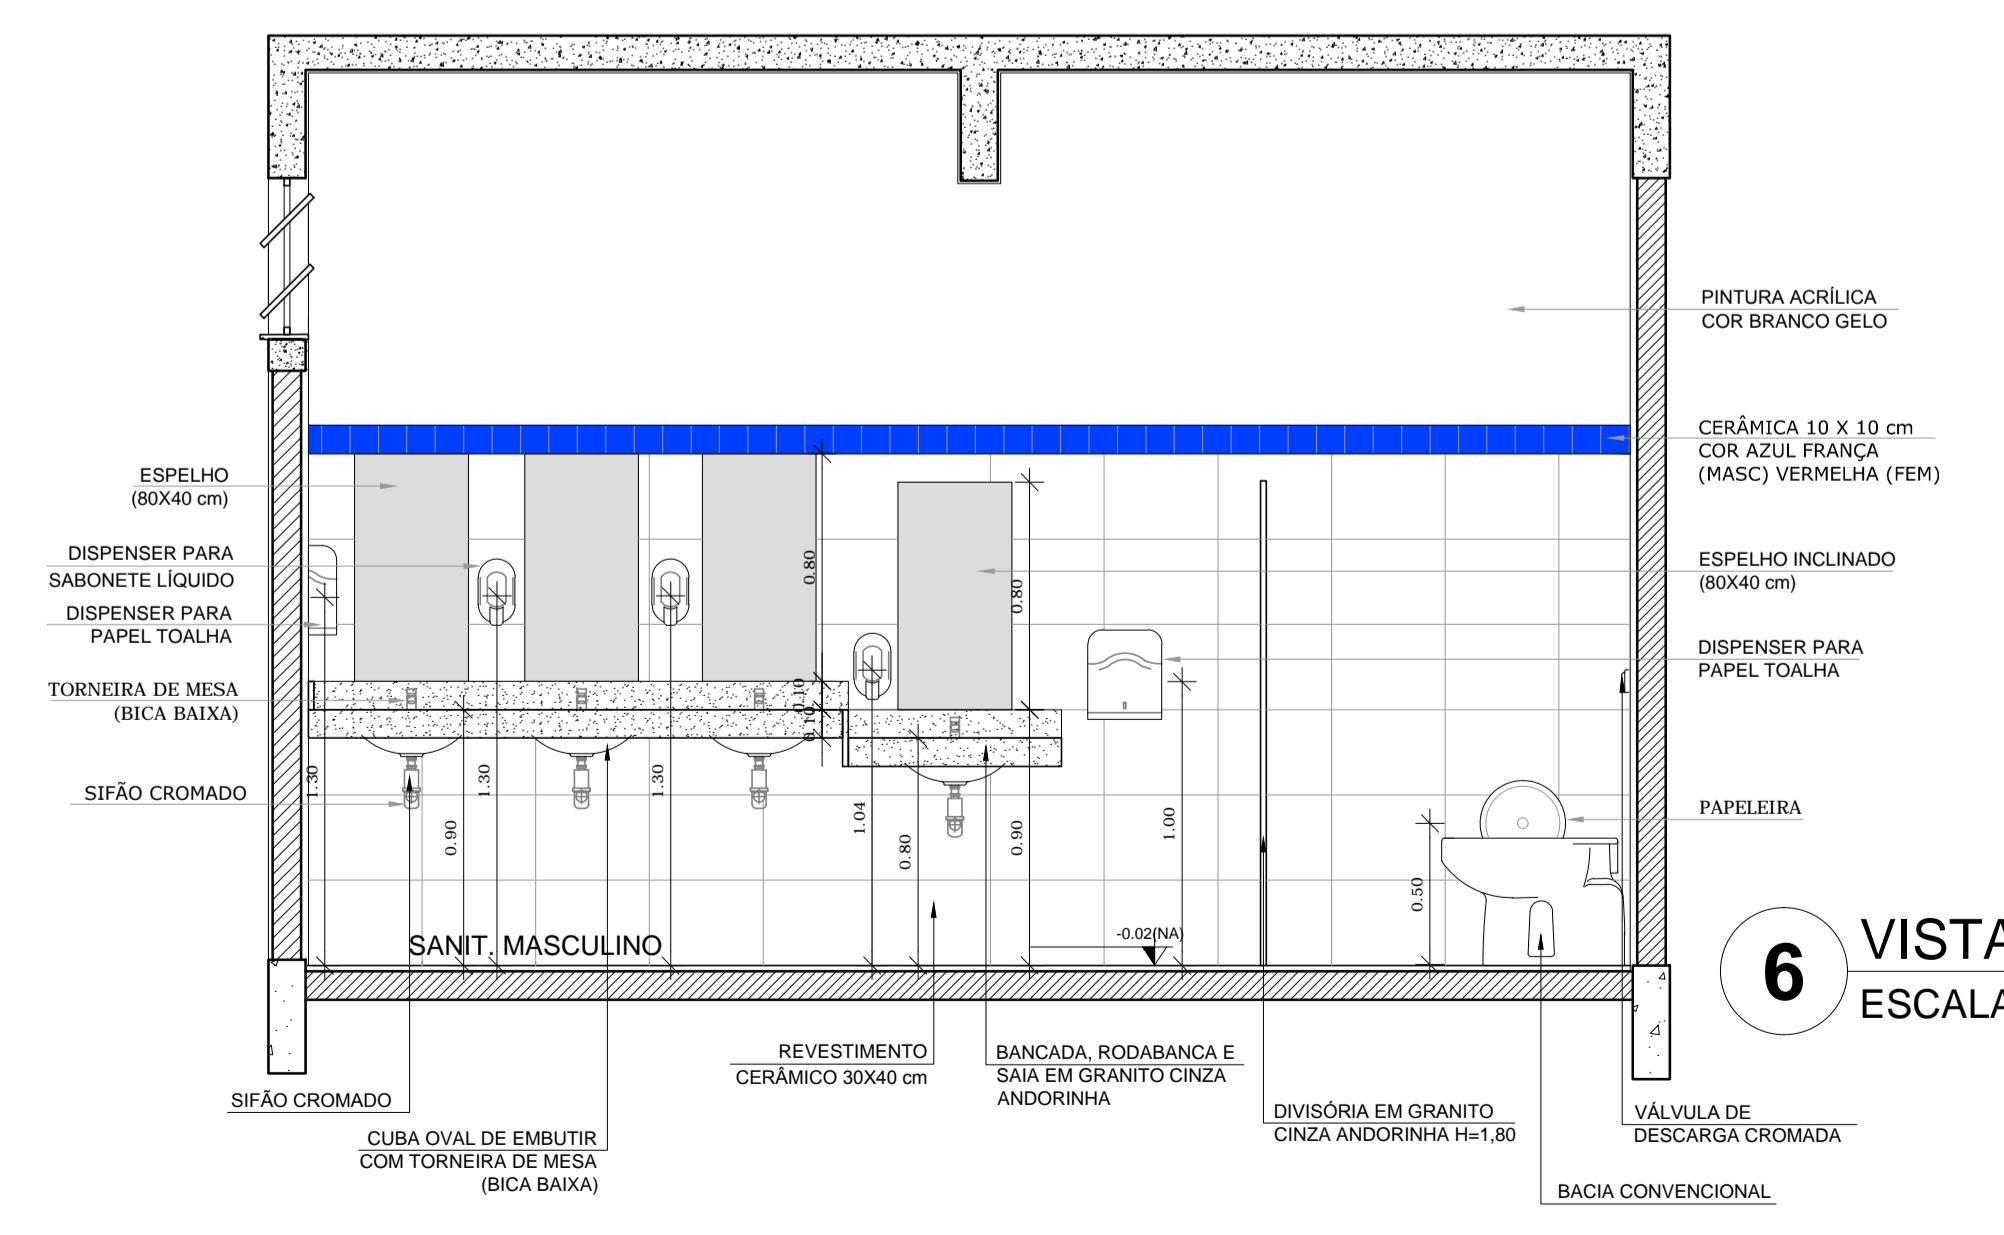 PINTURA ACRÍLICA
COR BRANCO GELO
CERÂMICA 10 X 10 cm
COR AZUL FRANÇA
(MASC) VERMELHA (FEM)
ESPELHO
(80X40 cm)
DISPENSER PARA
SABONETE LÍQUIDO
DISPENSER PARA
PAPEL TOALHA
TORNEIRA DE MESA
(BICA BAIXA)
SIFÃO CROMADO
ESPELHO INCLINADO
(80X40 cm)
DISPENSER PARA
PAPEL TOALHA
PAPELEIRA
0.80
0.80
0.10
0.10
1.30
1.30
1.30
0.90
1.04
0.80
0.90
1.00
0.50
SANIT. MASCULINO
-0.02(NA)
6
VISTA
ESCALA
REVESTIMENTO
CERÂMICO 30X40 cm
BANCADA, RODABANCA E
SAIA EM GRANITO CINZA
ANDORINHA
SIFÃO CROMADO
CUBA OVAL DE EMBUTIR
COM TORNEIRA DE MESA
(BICA BAIXA)
DIVISÓRIA EM GRANITO
CINZA ANDORINHA H=1,80
VÁLVULA DE
DESCARGA CROMADA
BACIA CONVENCIONAL